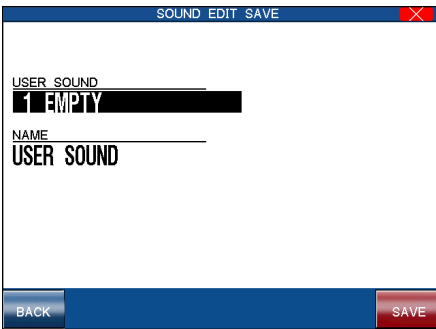 SOUND EDIT SAVE
USER SOUND
1 EMPTY
NAME
USER SOUND
BACK
SAVE